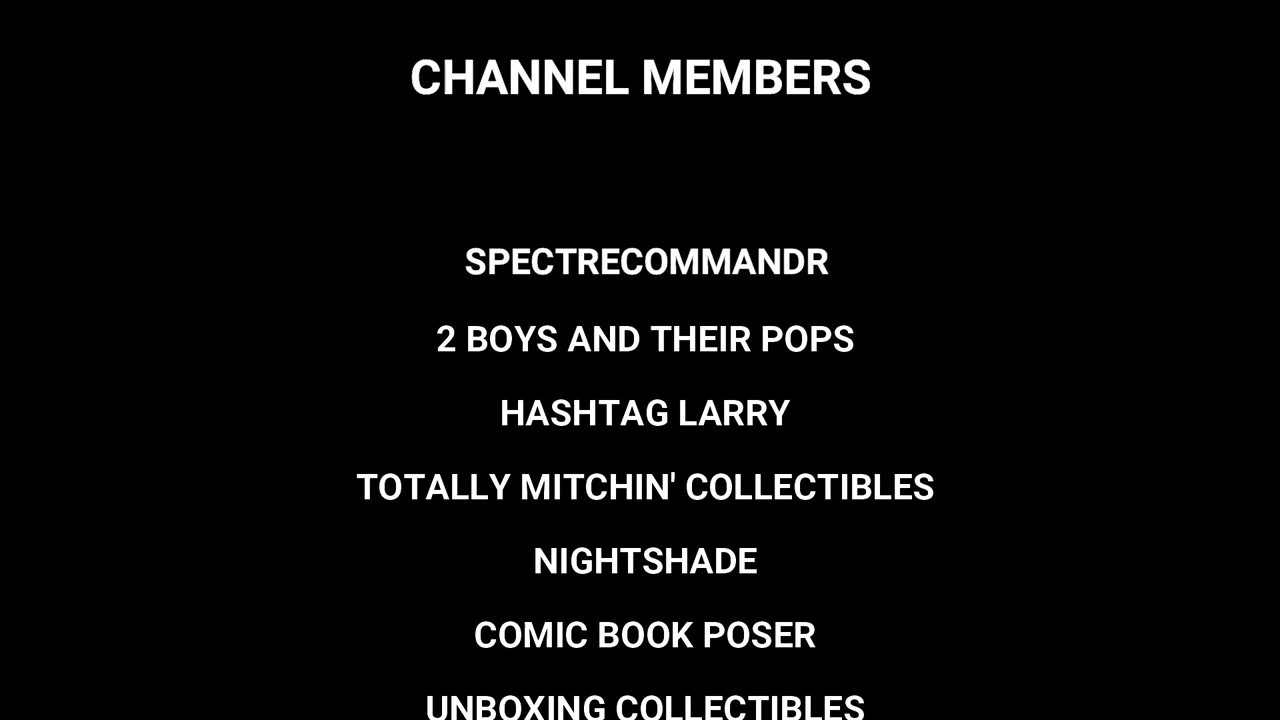 CHANNEL MEMBERS
SPECTRECOMMANDR
2 BOYS AND THEIR POPS
HASHTAG LARRY
TOTALLY MITCHIN' COLLECTIBLES
NIGHTSHADE
COMIC BOOK POSER
UNBOXING COLLECTIBLES